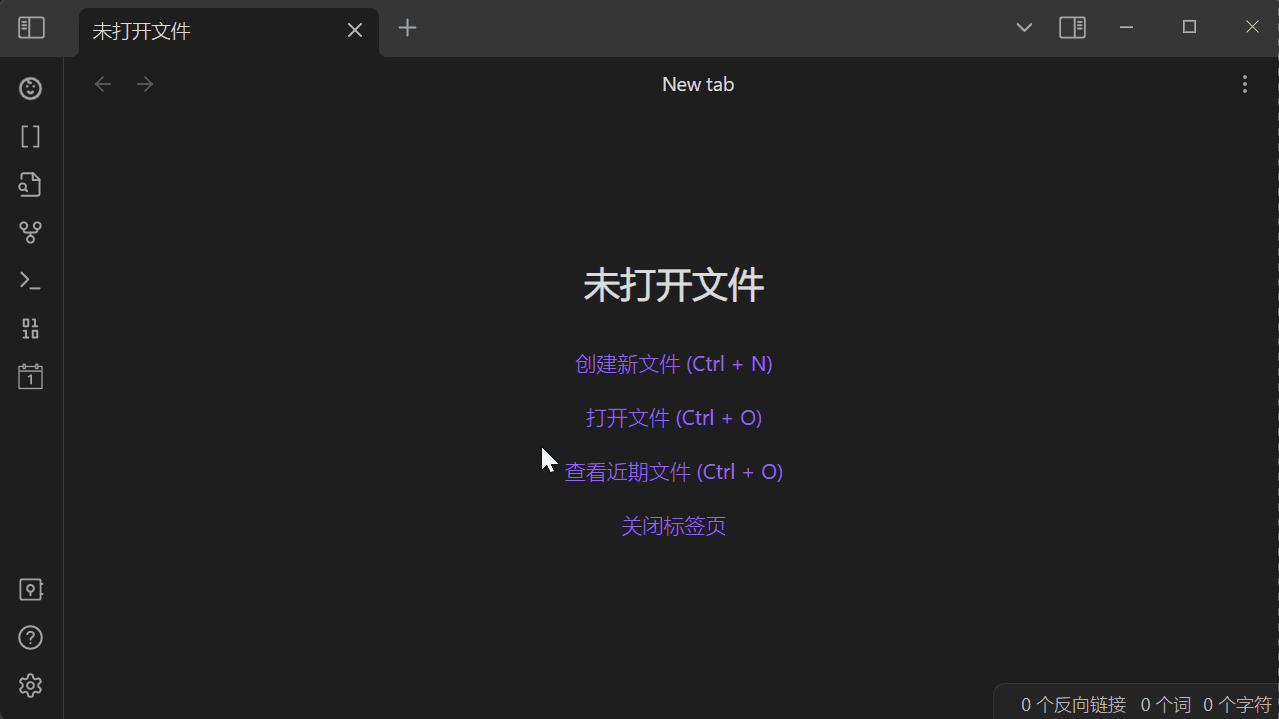 未打开文件
New tab
未打开文件
创建新文件 (Ctrl + N)
打开文件 (Ctrl + O)
查看近期文件 (Ctrl + O)
关闭标签页
0 个反向链接 0 个词 0 个字符